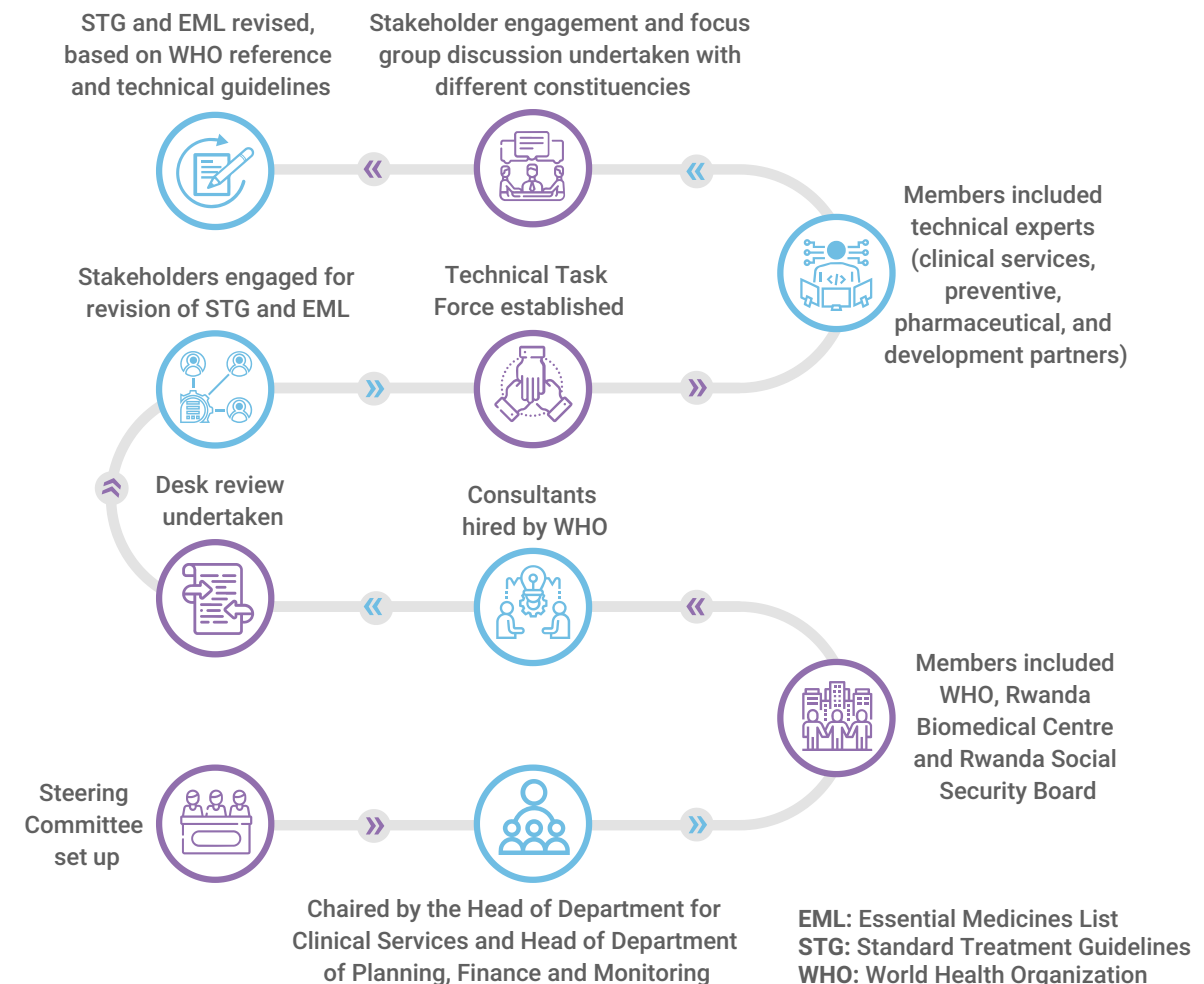 STG and EML revised,
based on WHO reference
and technical guidelines
Stakeholder engagement and focus
group discussion undertaken with
different constituencies
Members included
technical experts
(clinical services,
preventive,
pharmaceutical, and
development partners)
Stakeholders engaged for
revision of STG and EML
Technical Task
Force established
</>
Desk review
undertaken
Consultants
hired by WHO
Members included
WHO, Rwanda
Biomedical Centre
and Rwanda Social
Security Board
Steering
Committee
set up
Chaired by the Head of Department for
Clinical Services and Head of Department
of Planning, Finance and Monitoring
EML: Essential Medicines List
STG: Standard Treatment Guidelines
WHO: World Health Organization